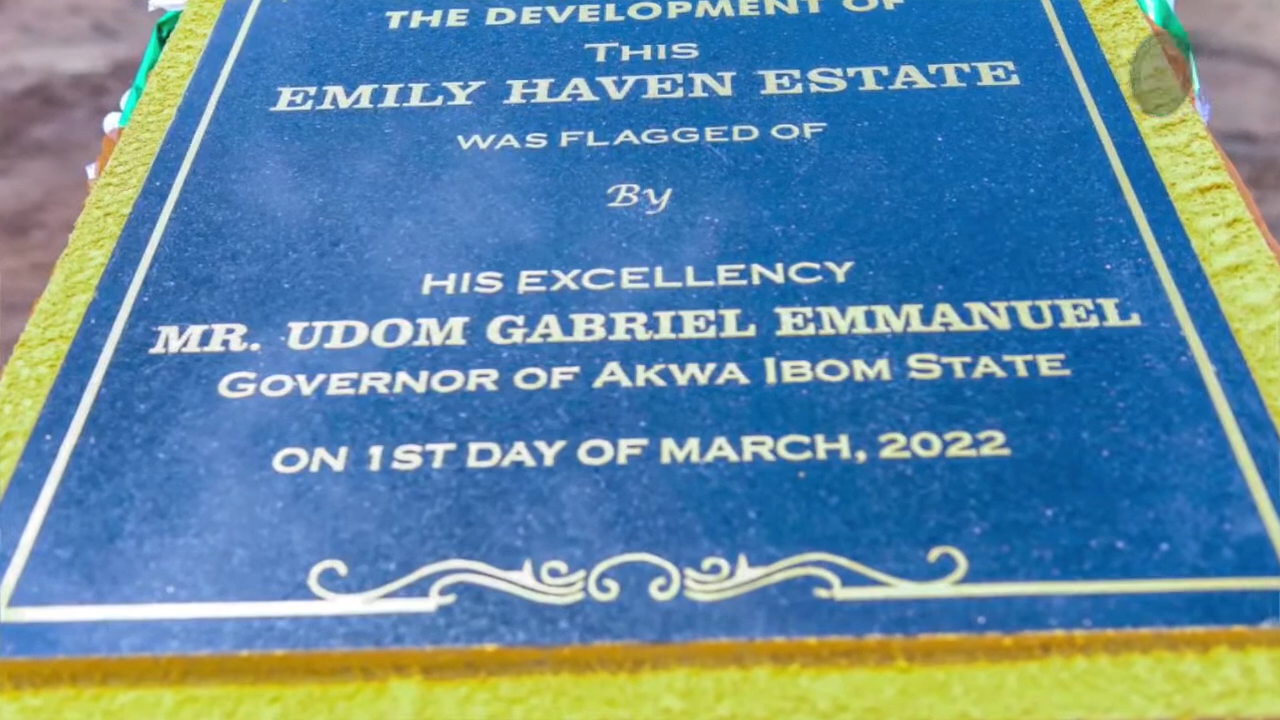 THE DEVELOPMENT OF
THIS
EMILY HAVEN ESTATE
WAS FLAGGED OF
By
HIS EXCELLENCY
MR. UDOM GABRIEL EMMANUEL
GOVERNOR OF AKWA IBOM STATE
ON 1ST DAY OF MARCH, 2022